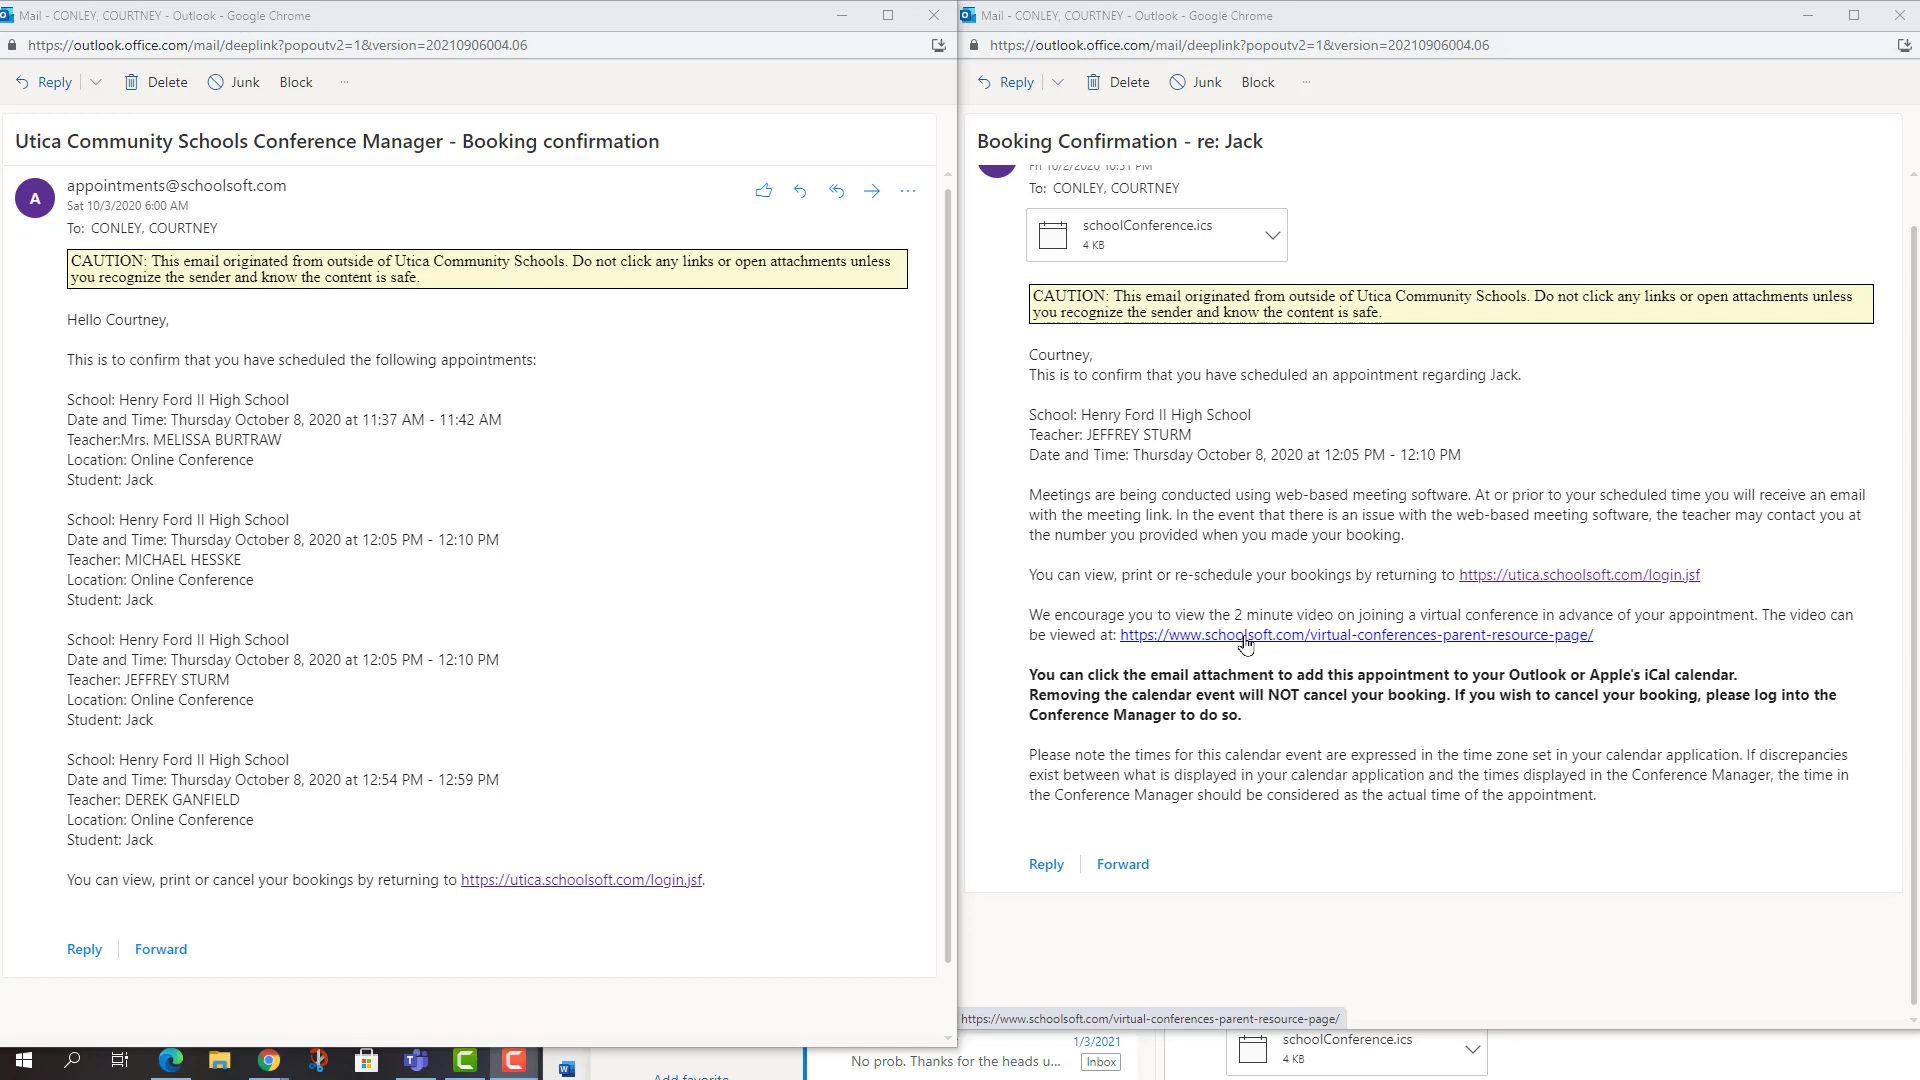 Mail - CONLEY, COURTNEY - Outlook - Google Chrome
https://outlook.office.com/mail/deeplink?popoutv2=1&version=20210906004.06
Reply
Delete
Junk
Block
Utica Community Schools Conference Manager - Booking confirmation
A
appointments@schoolsoft.com
Sat 10/3/2020 6:00 AM
To: CONLEY, COURTNEY
CAUTION: This email originated from outside of Utica Community Schools. Do not click any links or open attachments unless
you recognize the sender and know the content is safe.
Hello Courtney,
This is to confirm that you have scheduled the following appointments:
School: Henry Ford II High School
Date and Time: Thursday October 8, 2020 at 11:37 AM - 11:42 AM
Teacher:Mrs. MELISSA BURTRAW
Location: Online Conference
Student: Jack
School: Henry Ford II High School
Date and Time: Thursday October 8, 2020 at 12:05 PM - 12:10 PM
Teacher: MICHAEL HESSKE
Location: Online Conference
Student: Jack
School: Henry Ford II High School
Date and Time: Thursday October 8, 2020 at 12:05 PM - 12:10 PM
Teacher: JEFFREY STURM
Location: Online Conference
Student: Jack
School: Henry Ford II High School
Date and Time: Thursday October 8, 2020 at 12:54 PM - 12:59 PM
Teacher: DEREK GANFIELD
Location: Online Conference
Student: Jack
You can view, print or cancel your bookings by returning to https://utica.schoolsoft.com/login.jsf.
Reply
Forward
Mail - CONLEY, COURTNEY - Outlook - Google Chrome
https://outlook.office.com/mail/deeplink?popoutv2=1&version=20210906004.06
Reply
Delete
Junk
Block
Booking Confirmation - re: Jack
Fri 10/2/2020 10:51 PM
To: CONLEY, COURTNEY
schoolConference.ics
4 KB
CAUTION: This email originated from outside of Utica Community Schools. Do not click any links or open attachments unless
you recognize the sender and know the content is safe.
Courtney,
This is to confirm that you have scheduled an appointment regarding Jack.
School: Henry Ford II High School
Teacher: JEFFREY STURM
Date and Time: Thursday October 8, 2020 at 12:05 PM - 12:10 PM
Meetings are being conducted using web-based meeting software. At or prior to your scheduled time you will receive an email
with the meeting link. In the event that there is an issue with the web-based meeting software, the teacher may contact you at
the number you provided when you made your booking.
You can view, print or re-schedule your bookings by returning to https://utica.schoolsoft.com/login.jsf
We encourage you to view the 2 minute video on joining a virtual conference in advance of your appointment. The video can
be viewed at: https://www.schoolsoft.com/virtual-conferences-parent-resource-page/
You can click the email attachment to add this appointment to your Outlook or Apple's iCal calendar.
Removing the calendar event will NOT cancel your booking. If you wish to cancel your booking, please log into the
Conference Manager to do so.
Please note the times for this calendar event are expressed in the time zone set in your calendar application. If discrepancies
exist between what is displayed in your calendar application and the times displayed in the Conference Manager, the time in
the Conference Manager should be considered as the actual time of the appointment.
Reply
Forward
https://www.schoolsoft.com/virtual-conferences-parent-resource-page/
Add favorite
1/3/2021
No prob. Thanks for the heads u...
Inbox
schoolConference.ics
4 KB